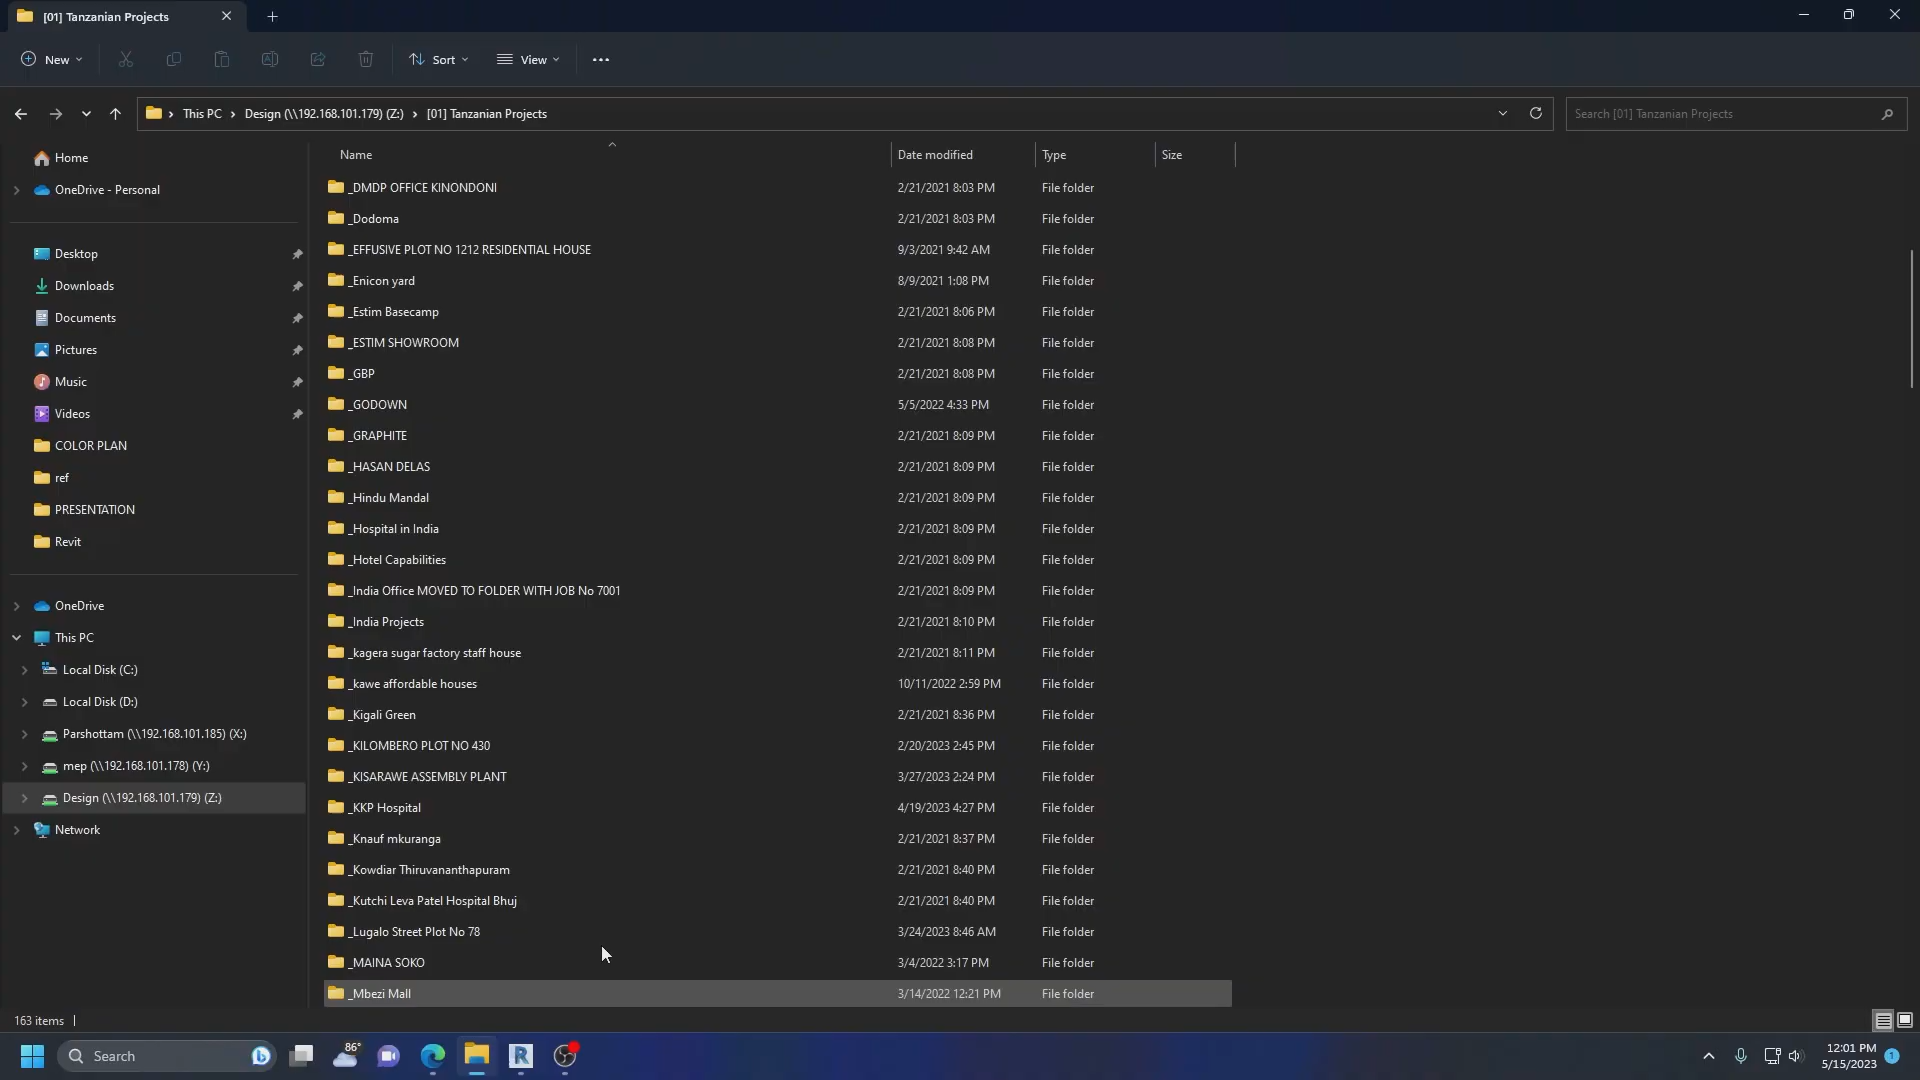 [01] Tanzanian Projects
New
Sort
View
This PC > Design (\\192.168.101.179) (Z:) > [01] Tanzanian Projects
Search [01] Tanzanian Projects
Home
OneDrive - Personal
Desktop
Downloads
Documents
Pictures
Music
Videos
COLOR PLAN
ref
PRESENTATION
Revit
OneDrive
This PC
Local Disk (C:)
Local Disk (D:)
Parshottam (\\192.168.101.185) (X:)
mep (\\192.168.101.178) (Y:)
Design (\\192.168.101.179) (Z:)
Network
Name Date modified Type Size
_DMDP OFFICE KINONDONI 2/21/2021 8:03 PM File folder
_Dodoma 2/21/2021 8:03 PM File folder
_EFFUSIVE PLOT NO 1212 RESIDENTIAL HOUSE 9/3/2021 9:42 AM File folder
_Enicon yard 8/9/2021 1:08 PM File folder
_Estim Basecamp 2/21/2021 8:06 PM File folder
_ESTIM SHOWROOM 2/21/2021 8:08 PM File folder
_GBP 2/21/2021 8:08 PM File folder
_GODOWN 5/5/2022 4:33 PM File folder
_GRAPHITE 2/21/2021 8:09 PM File folder
_HASAN DELAS 2/21/2021 8:09 PM File folder
_Hindu Mandal 2/21/2021 8:09 PM File folder
_Hospital in India 2/21/2021 8:09 PM File folder
_Hotel Capabilities 2/21/2021 8:09 PM File folder
_India Office MOVED TO FOLDER WITH JOB No 7001 2/21/2021 8:09 PM File folder
_India Projects 2/21/2021 8:10 PM File folder
_kagera sugar factory staff house 2/21/2021 8:11 PM File folder
_kawe affordable houses 10/11/2022 2:59 PM File folder
_Kigali Green 2/21/2021 8:36 PM File folder
_KILOMBERO PLOT NO 430 2/20/2023 2:45 PM File folder
_KISARAWE ASSEMBLY PLANT 3/27/2023 2:24 PM File folder
_KKP Hospital 4/19/2023 4:27 PM File folder
_Knauf mkuranga 2/21/2021 8:37 PM File folder
_Kowdiar Thiruvananthapuram 2/21/2021 8:40 PM File folder
_Kutchi Leva Patel Hospital Bhuj 2/21/2021 8:40 PM File folder
_Lugalo Street Plot No 78 3/24/2023 8:46 AM File folder
_MAINA SOKO 3/4/2022 3:17 PM File folder
_Mbezi Mall 3/14/2022 12:21 PM File folder
163 items
Search
86°
R
12:01 PM
5/15/2023
1